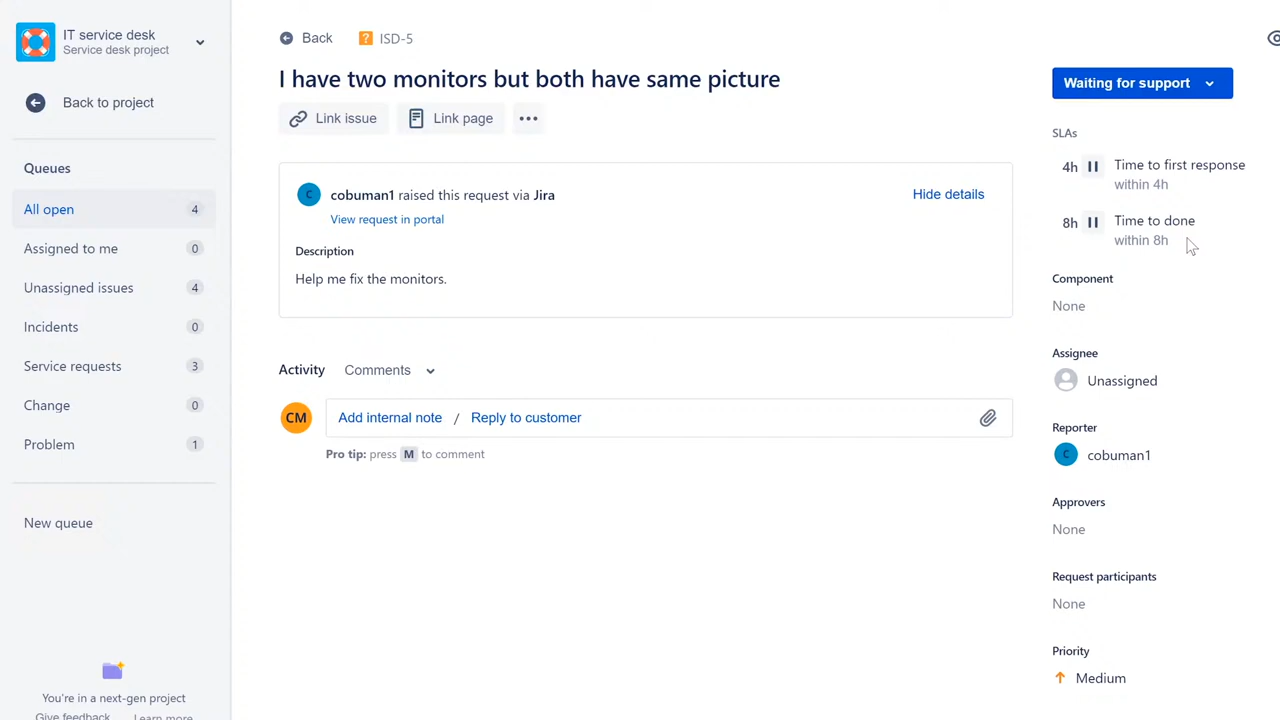 IT service desk
Service desk project
Back to project
Queues
All open 4
Assigned to me 0
Unassigned issues 4
Incidents 0
Service requests 3
Change 0
Problem 1
New queue
You're in a next-gen project
Give feedback Learn more
Back ISD-5
I have two monitors but both have same picture
Link issue Link page
C cobuman1 raised this request via Jira Hide details
View request in portal
Description
Help me fix the monitors.
Activity Comments
CM Add internal note / Reply to customer
Pro tip: press M to comment
Waiting for support
SLAs
4h Time to first response
within 4h
8h Time to done
within 8h
Component
None
Assignee
Unassigned
Reporter
C cobuman1
Approvers
None
Request participants
None
Priority
Medium